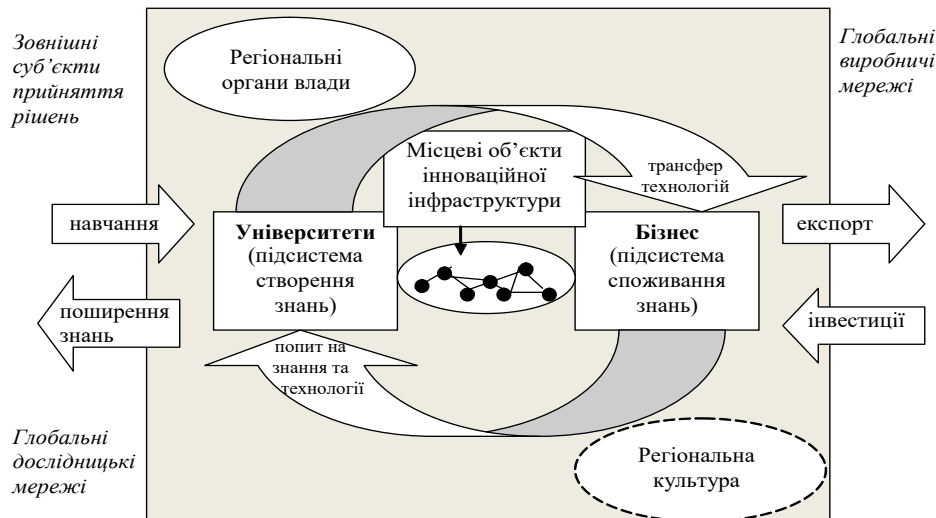 Зовнішні
суб’єкти
прийняття
рішень
Регіональні
органи влади
Глобальні
виробничі
мережі
Місцеві об’єкти
інноваційної
інфраструктури
трансфер
технологій
навчання
Університети
(підсистема
створення
знань)
Бізнес
(підсистема
споживання
знань)
експорт
поширення
знань
інвестиції
попит на
знання та
технології
Глобальні
дослідницькі
мережі
Регіональна
культура